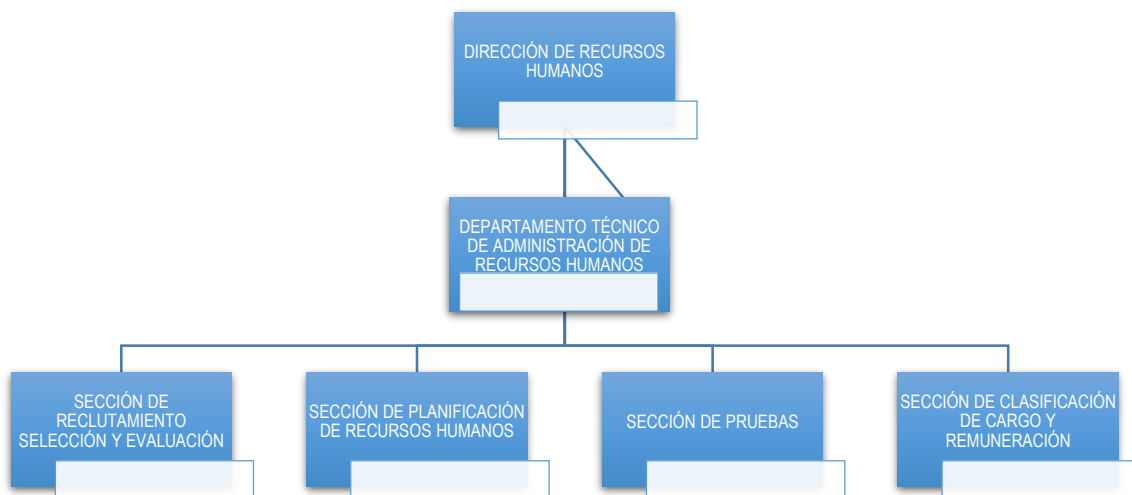 DIRECCIÓN DE RECURSOS
HUMANOS
DEPARTAMENTO TÉCNICO
DE ADMINISTRACIÓN DE
RECURSOS HUMANOS
SECCIÓN DE
RECLUTAMIENTO
SELECCIÓN Y EVALUACIÓN
SECCIÓN DE PLANIFICACIÓN
DE RECURSOS HUMANOS
SECCIÓN DE PRUEBAS
SECCIÓN DE CLASIFICACIÓN
DE CARGO Y
REMUNERACIÓN